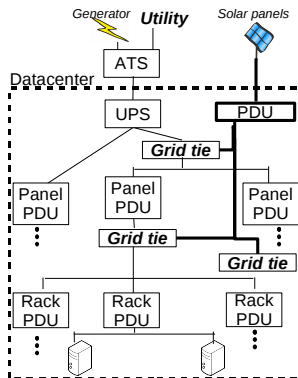 Generator
Utility
Solar panels
ATS
Datacenter
UPS
PDU
Grid tie
Panel
PDU
Panel
PDU
Panel
PDU
Grid tie
Grid tie
Rack
PDU
Rack
PDU
Rack
PDU